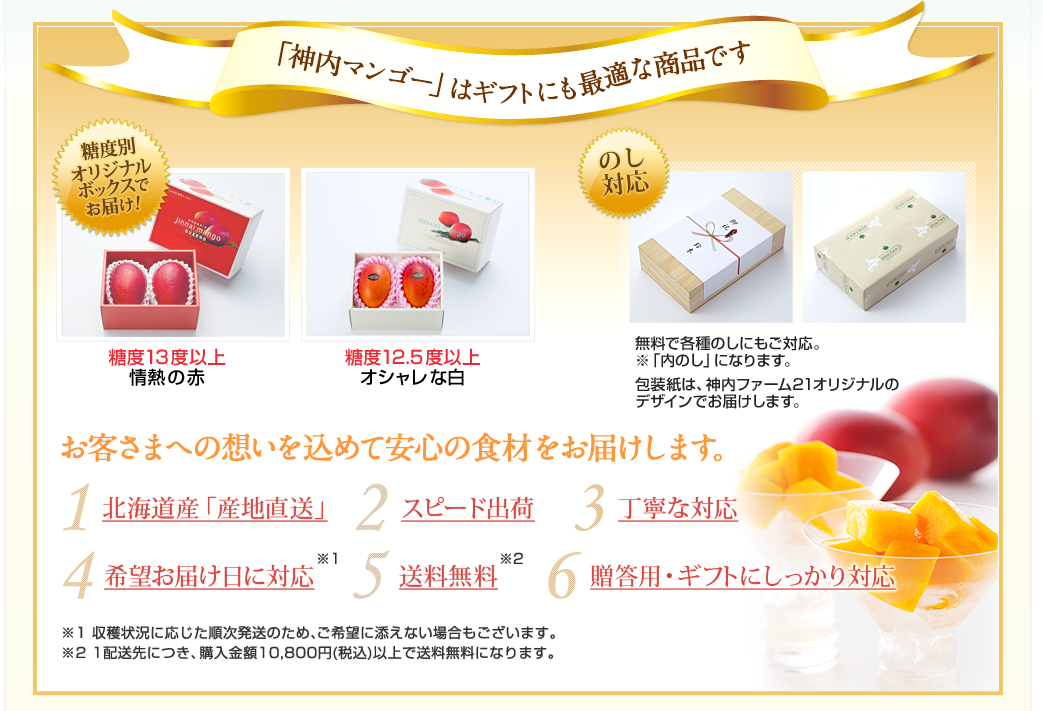 「神内マンゴー」はギフトにも最適な商品です
糖度別
オリジナル
ボックスで
お届け!
Jinnai mango
のし
対応
糖度13度以上
情熱の赤
糖度12.5度以上
オシャレな白
無料で各種のしにもご対応。
※「内のし」になります。
包装紙は、神内ファーム21オリジナルの
デザインでお届けします。
お客さまへの想いを込めて安心の食材をお届けします。
1 北海道産「産地直送」
2 スピード出荷
3 丁寧な対応
4 希望お届け日に対応※1
5 送料無料※2
6 贈答用・ギフトにしっかり対応
※1 収穫状況に応じた順次発送のため、ご希望に添えない場合もございます。
※2 1配送先につき、購入金額10,800円(税込)以上で送料無料になります。